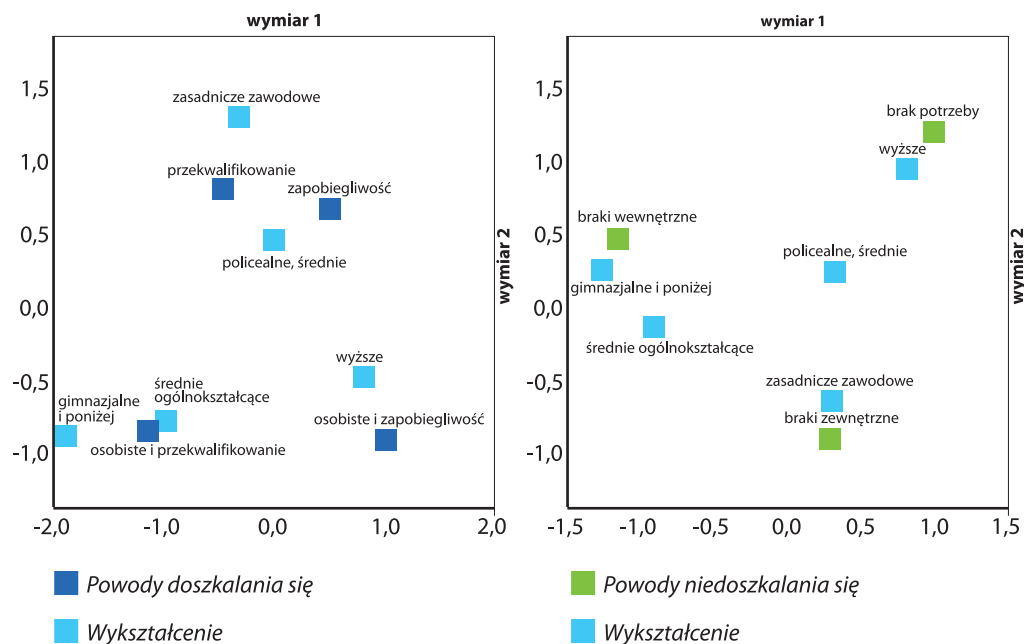 wymiar 1
1,5
1,0
0,5
0,0
-0,5
-1,0
zasadnicze zawodowe
przekwalifikowanie
zapobiegliwość
policealne, średnie
wyższe
średnie
ogólnokształcące
gimnazjalne
i poniżej
osobiste i zapobiegliwość
osobiste i przekwalifikowanie
wymiar 2
-2,0
-1,0
0,0
1,0
2,0
Powody doszkalania się
Wykształcenie
wymiar 1
1,5
1,0
0,5
0,0
-0,5
-1,0
brak potrzeby
wyższe
braki wewnętrzne
policealne, średnie
gimnazjalne i poniżej
średnie ogólnokształcące
zasadnicze zawodowe
braki zewnętrzne
wymiar 2
-1,5
-1,0
-0,5
0,0
0,5
1,0
1,5
Powody niedoszkalania się
Wykształcenie